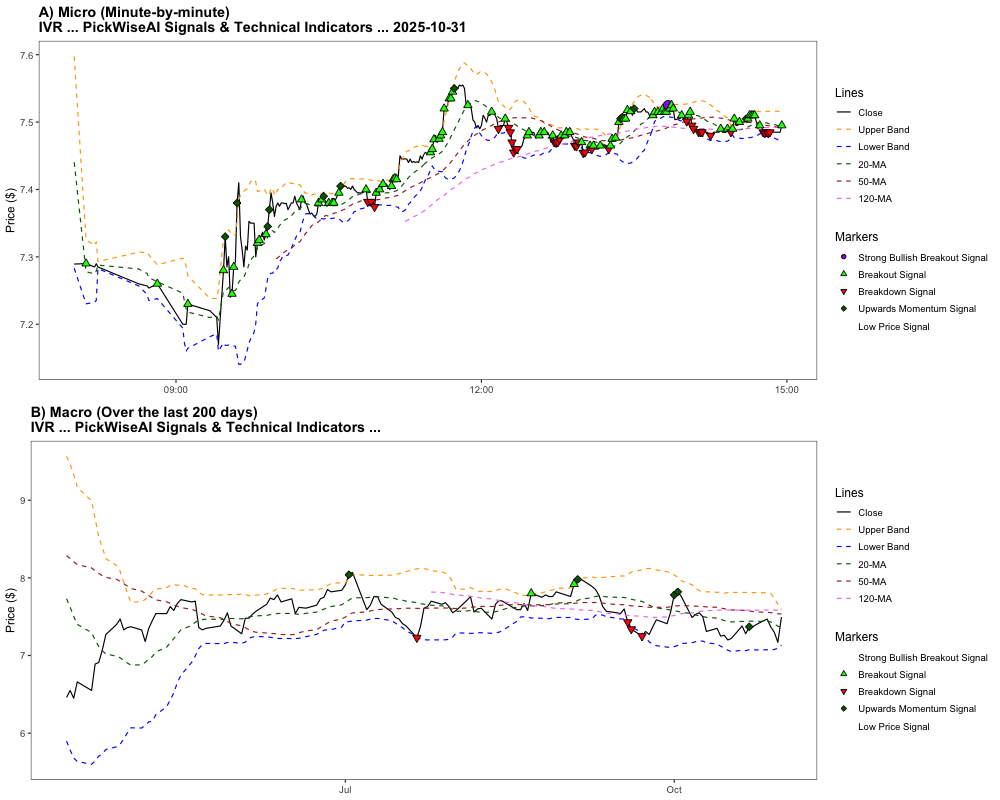 A) Micro (Minute-by-minute)
IVR ... PickWiseAI Signals & Technical Indicators ... 2025-10-31
Price ($)
7.6
7.5
7.4
7.3
7.2
09:00
12:00
15:00
Lines
Close
Upper Band
Lower Band
20-MA
50-MA
120-MA
Markers
Strong Bullish Breakout Signal
Breakout Signal
Breakdown Signal
Upwards Momentum Signal
Low Price Signal
B) Macro (Over the last 200 days)
IVR ... PickWiseAI Signals & Technical Indicators ...
Price ($)
9
8
7
6
Jul
Oct
Lines
Close
Upper Band
Lower Band
20-MA
50-MA
120-MA
Markers
Strong Bullish Breakout Signal
Breakout Signal
Breakdown Signal
Upwards Momentum Signal
Low Price Signal